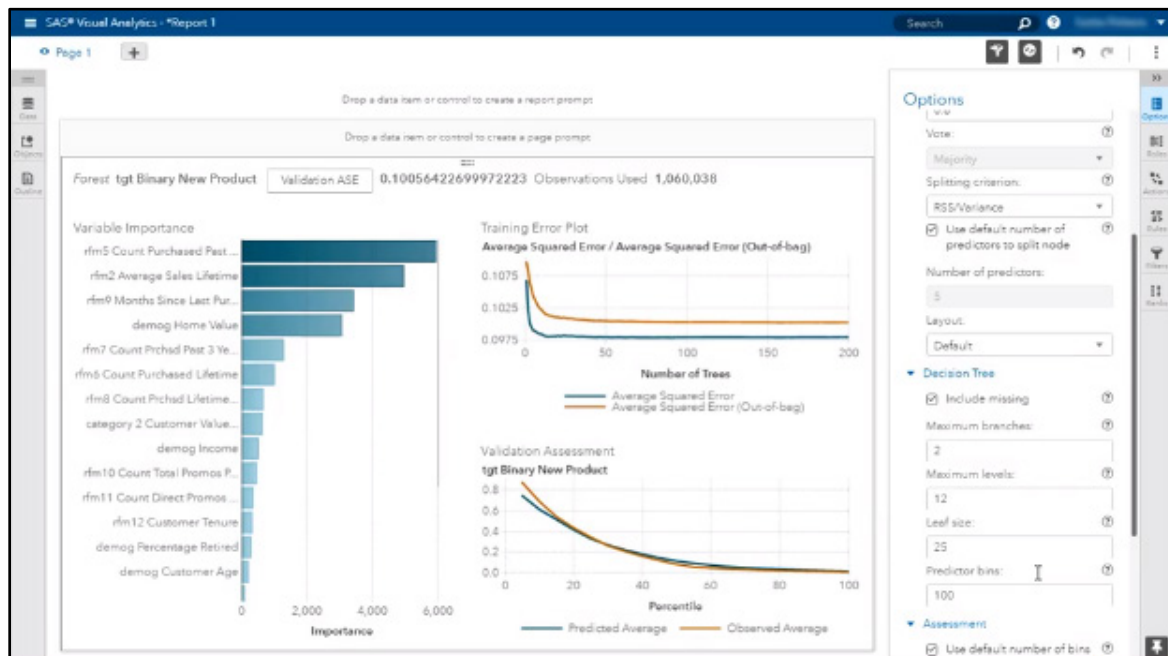 SAS® Visual Analytics - *Report 1
Search
Page 1
+
Drop a data item or control to create a report prompt
Drop a data item or control to create a page prompt
Data
Objects
Outline
Forest tgt Binary New Product Validation ASE 0.10056422699972223 Observations Used 1,060,038
Variable Importance
rfm5 Count Purchased Past ...
rfm2 Average Sales Lifetime
rfm9 Months Since Last Pur...
demog Home Value
rfm7 Count Prchsd Past 3 Ye...
rfm6 Count Purchased Lifetime
rfm8 Count Prchsd Lifetime...
category 2 Customer Value...
demog Income
rfm10 Count Total Promos P...
rfm11 Count Direct Promos ...
rfm12 Customer Tenure
demog Percentage Retired
demog Customer Age
0 2,000 4,000 6,000
Importance
Training Error Plot
Average Squared Error / Average Squared Error (Out-of-bag)
0.1075
0.1025
0.0975
0 50 100 150 200
Number of Trees
Average Squared Error
Average Squared Error (Out-of-bag)
Validation Assessment
tgt Binary New Product
0.8
0.6
0.4
0.2
0.0
0 20 40 60 80 100
Percentile
Predicted Average Observed Average
Options
Vote:
Majority
Splitting criterion:
RSS/Variance
Use default number of
predictors to split node
Number of predictors:
5
Layout:
Default
Decision Tree
Include missing
Maximum branches:
2
Maximum levels:
12
Leaf size:
25
Predictor bins:
100
Assessment
Use default number of bins
Options
Roles
Actions
Rules
Filters
Ranks